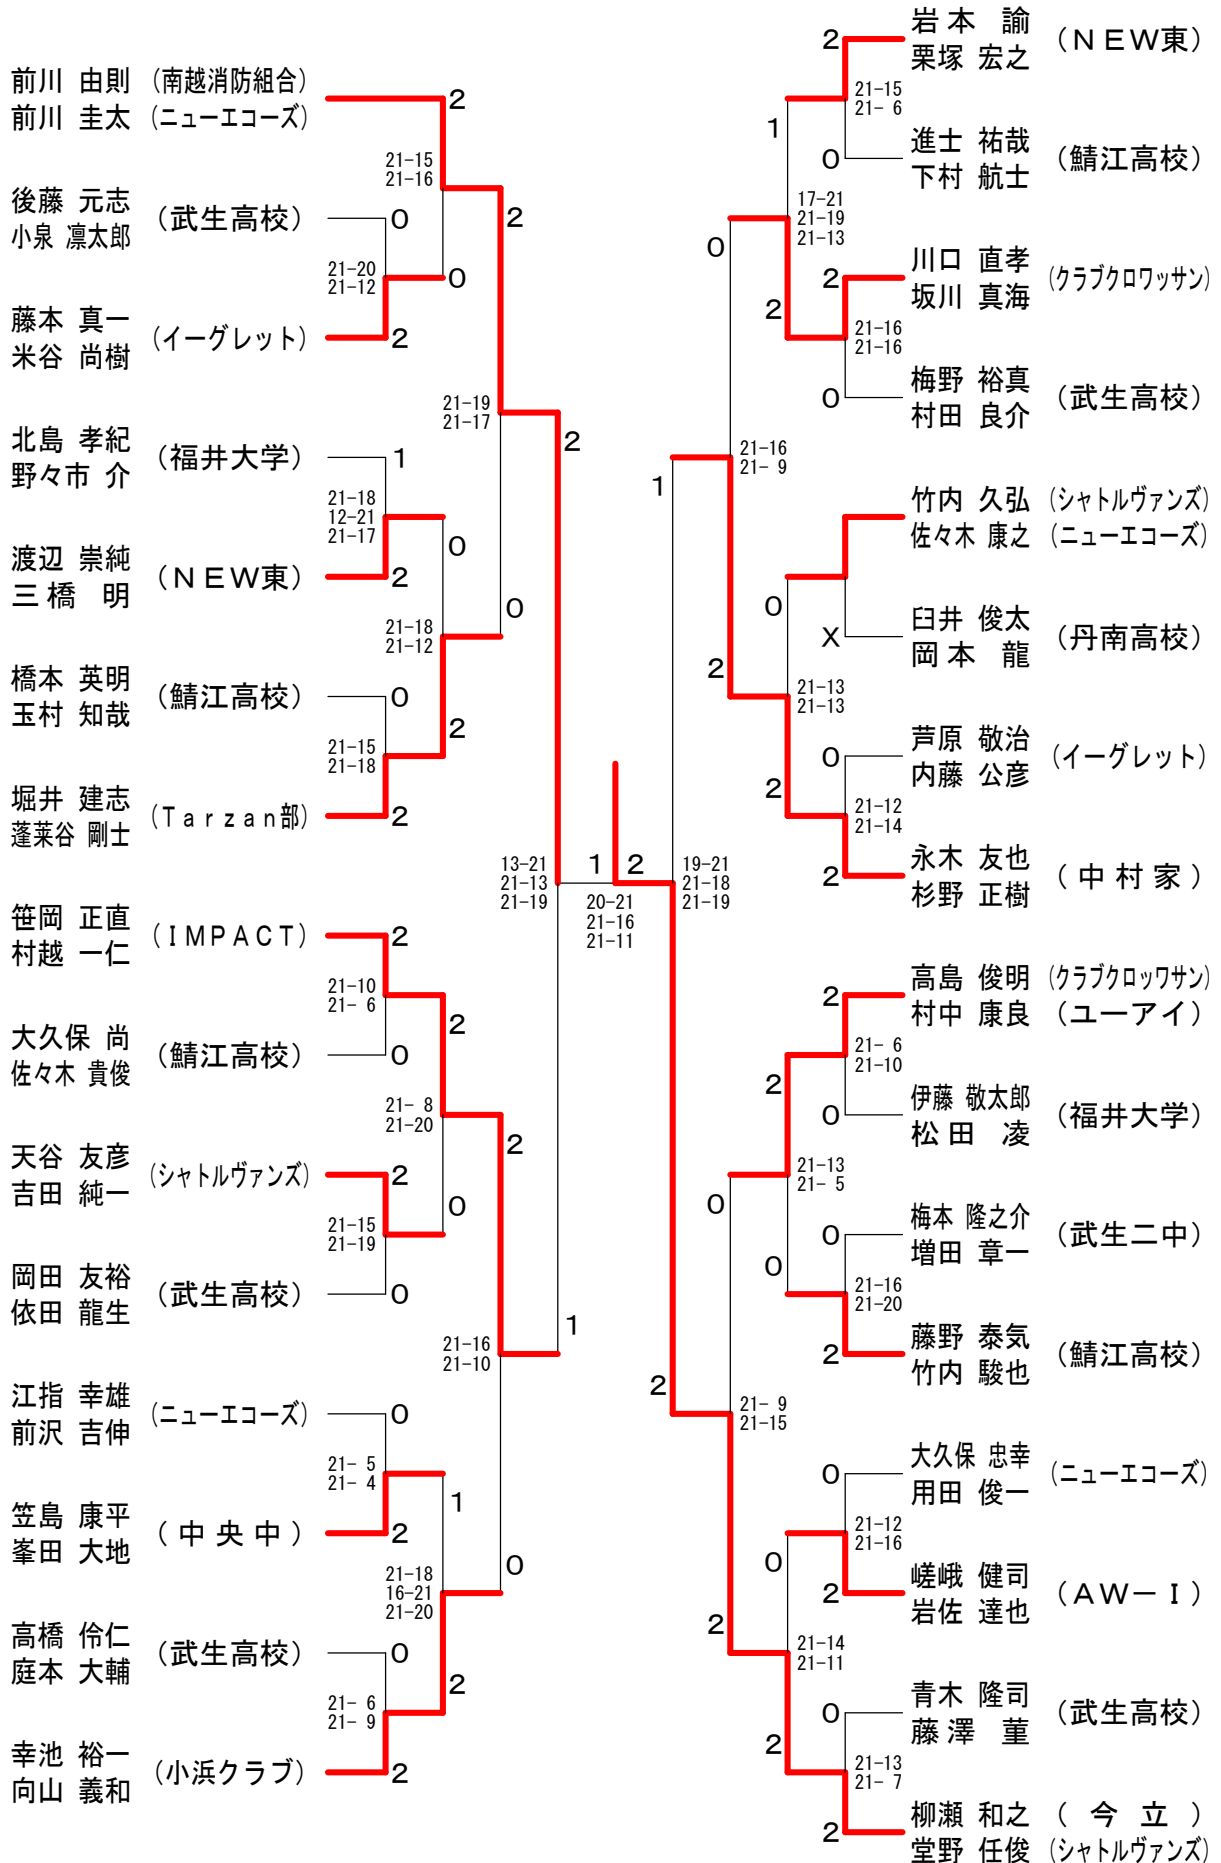 前川 由則 (南越消防組合)
前川 圭太 (ニューエコーズ)
2
21-15
21-16
後藤 元志
小泉 凛太郎
(武生高校)
0
2
21-20
21-12
0
藤本 真一
米谷 尚樹
(イーグレット)
2
21-19
21-17
2
北島 孝紀
野々市 介
(福井大学)
1
21-18
12-21
21-17
0
渡辺 崇純
三橋 明
(NEW東)
2
0
21-18
21-12
橋本 英明
玉村 知哉
(鯖江高校)
0
2
21-15
21-18
堀井 建志
蓬莱谷 剛士
(Tarzan部)
2
13-21
21-13
21-19
1
2
20-21
21-16
21-11
19-21
21-18
21-19
笹岡 正直
村越 一仁
(IMPACT)
2
21-10
21- 6
2
大久保 尚
佐々木 貴俊
(鯖江高校)
0
21- 8
21-20
2
天谷 友彦
吉田 純一
(シャトルヴァンズ)
2
21-15
21-19
0
岡田 友裕
依田 龍生
(武生高校)
0
1
21-16
21-10
江指 幸雄
前沢 吉伸
(ニューエコーズ)
0
21- 5
21- 4
1
笠島 康平
峯田 大地
(中央中)
2
0
21-18
16-21
21-20
高橋 伶仁
庭本 大輔
(武生高校)
0
2
21- 6
21- 9
幸池 裕一
向山 義和
(小浜クラブ)
2
岩本 諭
栗塚 宏之
(NEW東)
2
21-15
21- 6
1
進士 祐哉
下村 航士
(鯖江高校)
0
17-21
21-19
21-13
0
川口 直孝
坂川 真海
(クラブクロワッサン)
2
2
21-16
21-16
梅野 裕真
村田 良介
(武生高校)
0
21-16
21- 9
1
竹内 久弘 (シャトルヴァンズ)
佐々木 康之 (ニューエコーズ)
0
臼井 俊太
岡本 龍
(丹南高校)
X
2
21-13
21-13
芦原 敬治
内藤 公彦
(イーグレット)
0
2
21-12
21-14
永木 友也
杉野 正樹
(中村家)
2
高島 俊明 (クラブクロッワサン)
村中 康良 (ユーアイ)
2
21- 6
21-10
2
伊藤 敬太郎
松田 凌
(福井大学)
0
21-13
21- 5
0
梅本 隆之介
増田 章一
(武生二中)
0
0
21-16
21-20
藤野 泰気
竹内 駿也
(鯖江高校)
2
2
21- 9
21-15
大久保 忠幸
用田 俊一
(ニューエコーズ)
0
21-12
21-16
0
嵯峨 健司
岩佐 達也
(AW-I)
2
2
21-14
21-11
青木 隆司
藤澤 菫
(武生高校)
0
2
21-13
21- 7
柳瀬 和之 (今立)
堂野 任俊 (シャトルヴァンズ)
2